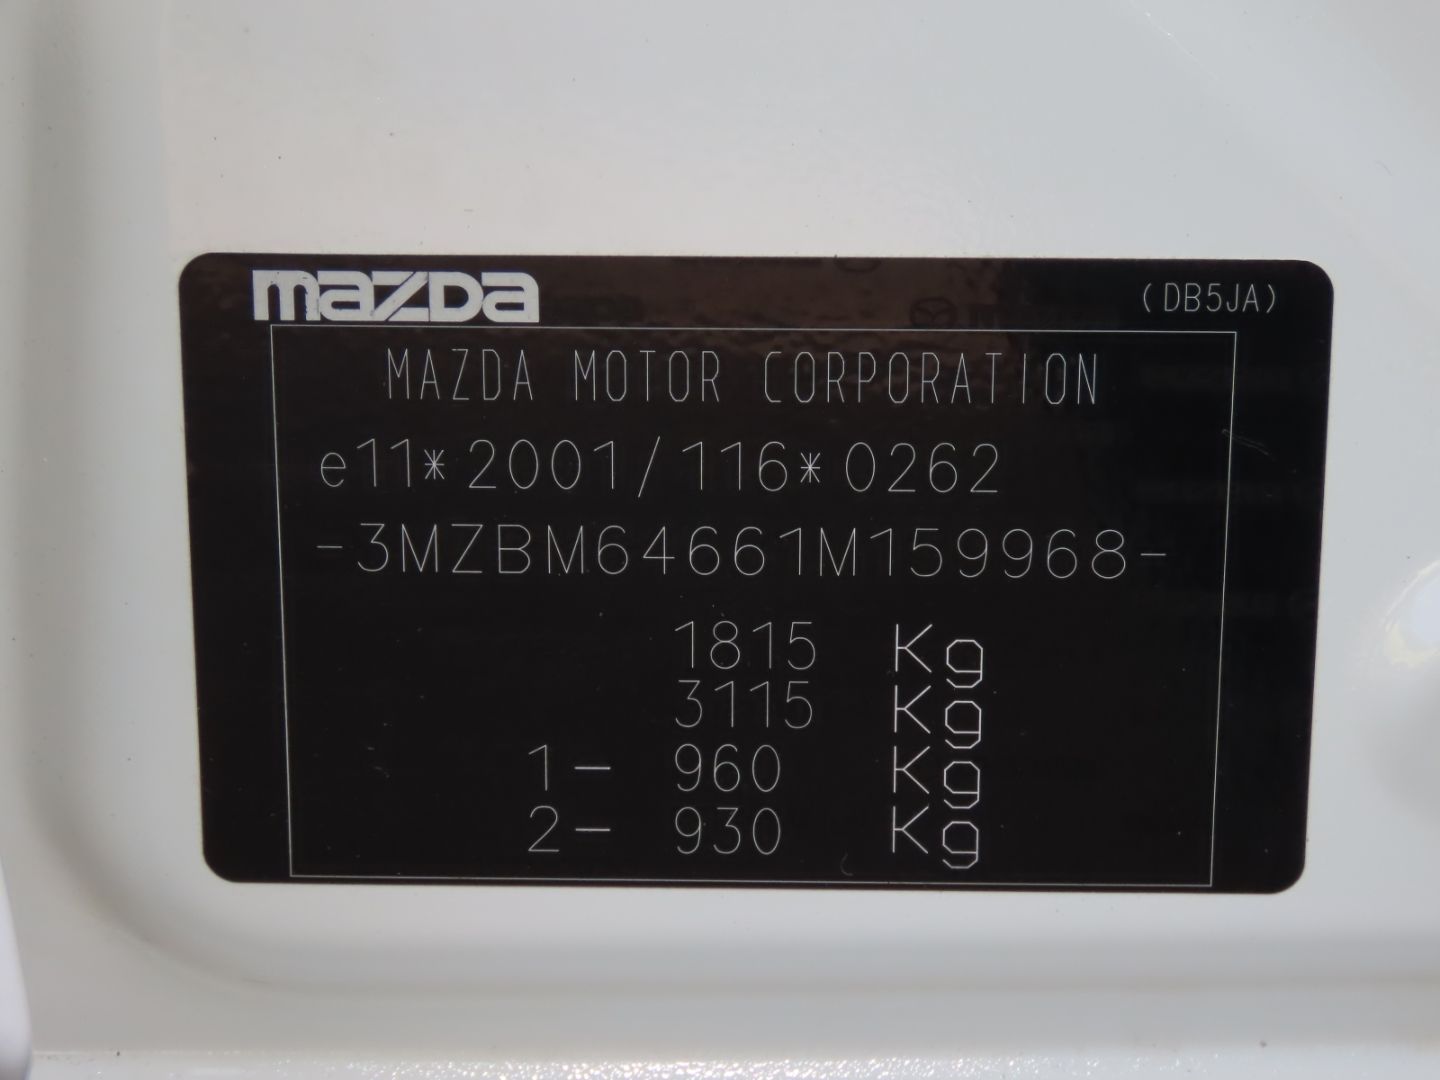 mazda (DB5JA)
MAZDA MOTOR CORPORATION
e11*2001/116*0262
-3MZBM64661M159968-
1815 Kg
3115 Kg
1- 960 Kg
2- 930 Kg